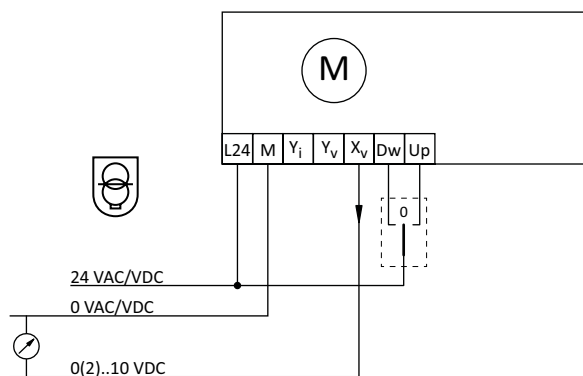 M
L24 M Yi Yv Xv Dw Up
0
24 VAC/VDC
0 VAC/VDC
0(2)..10 VDC